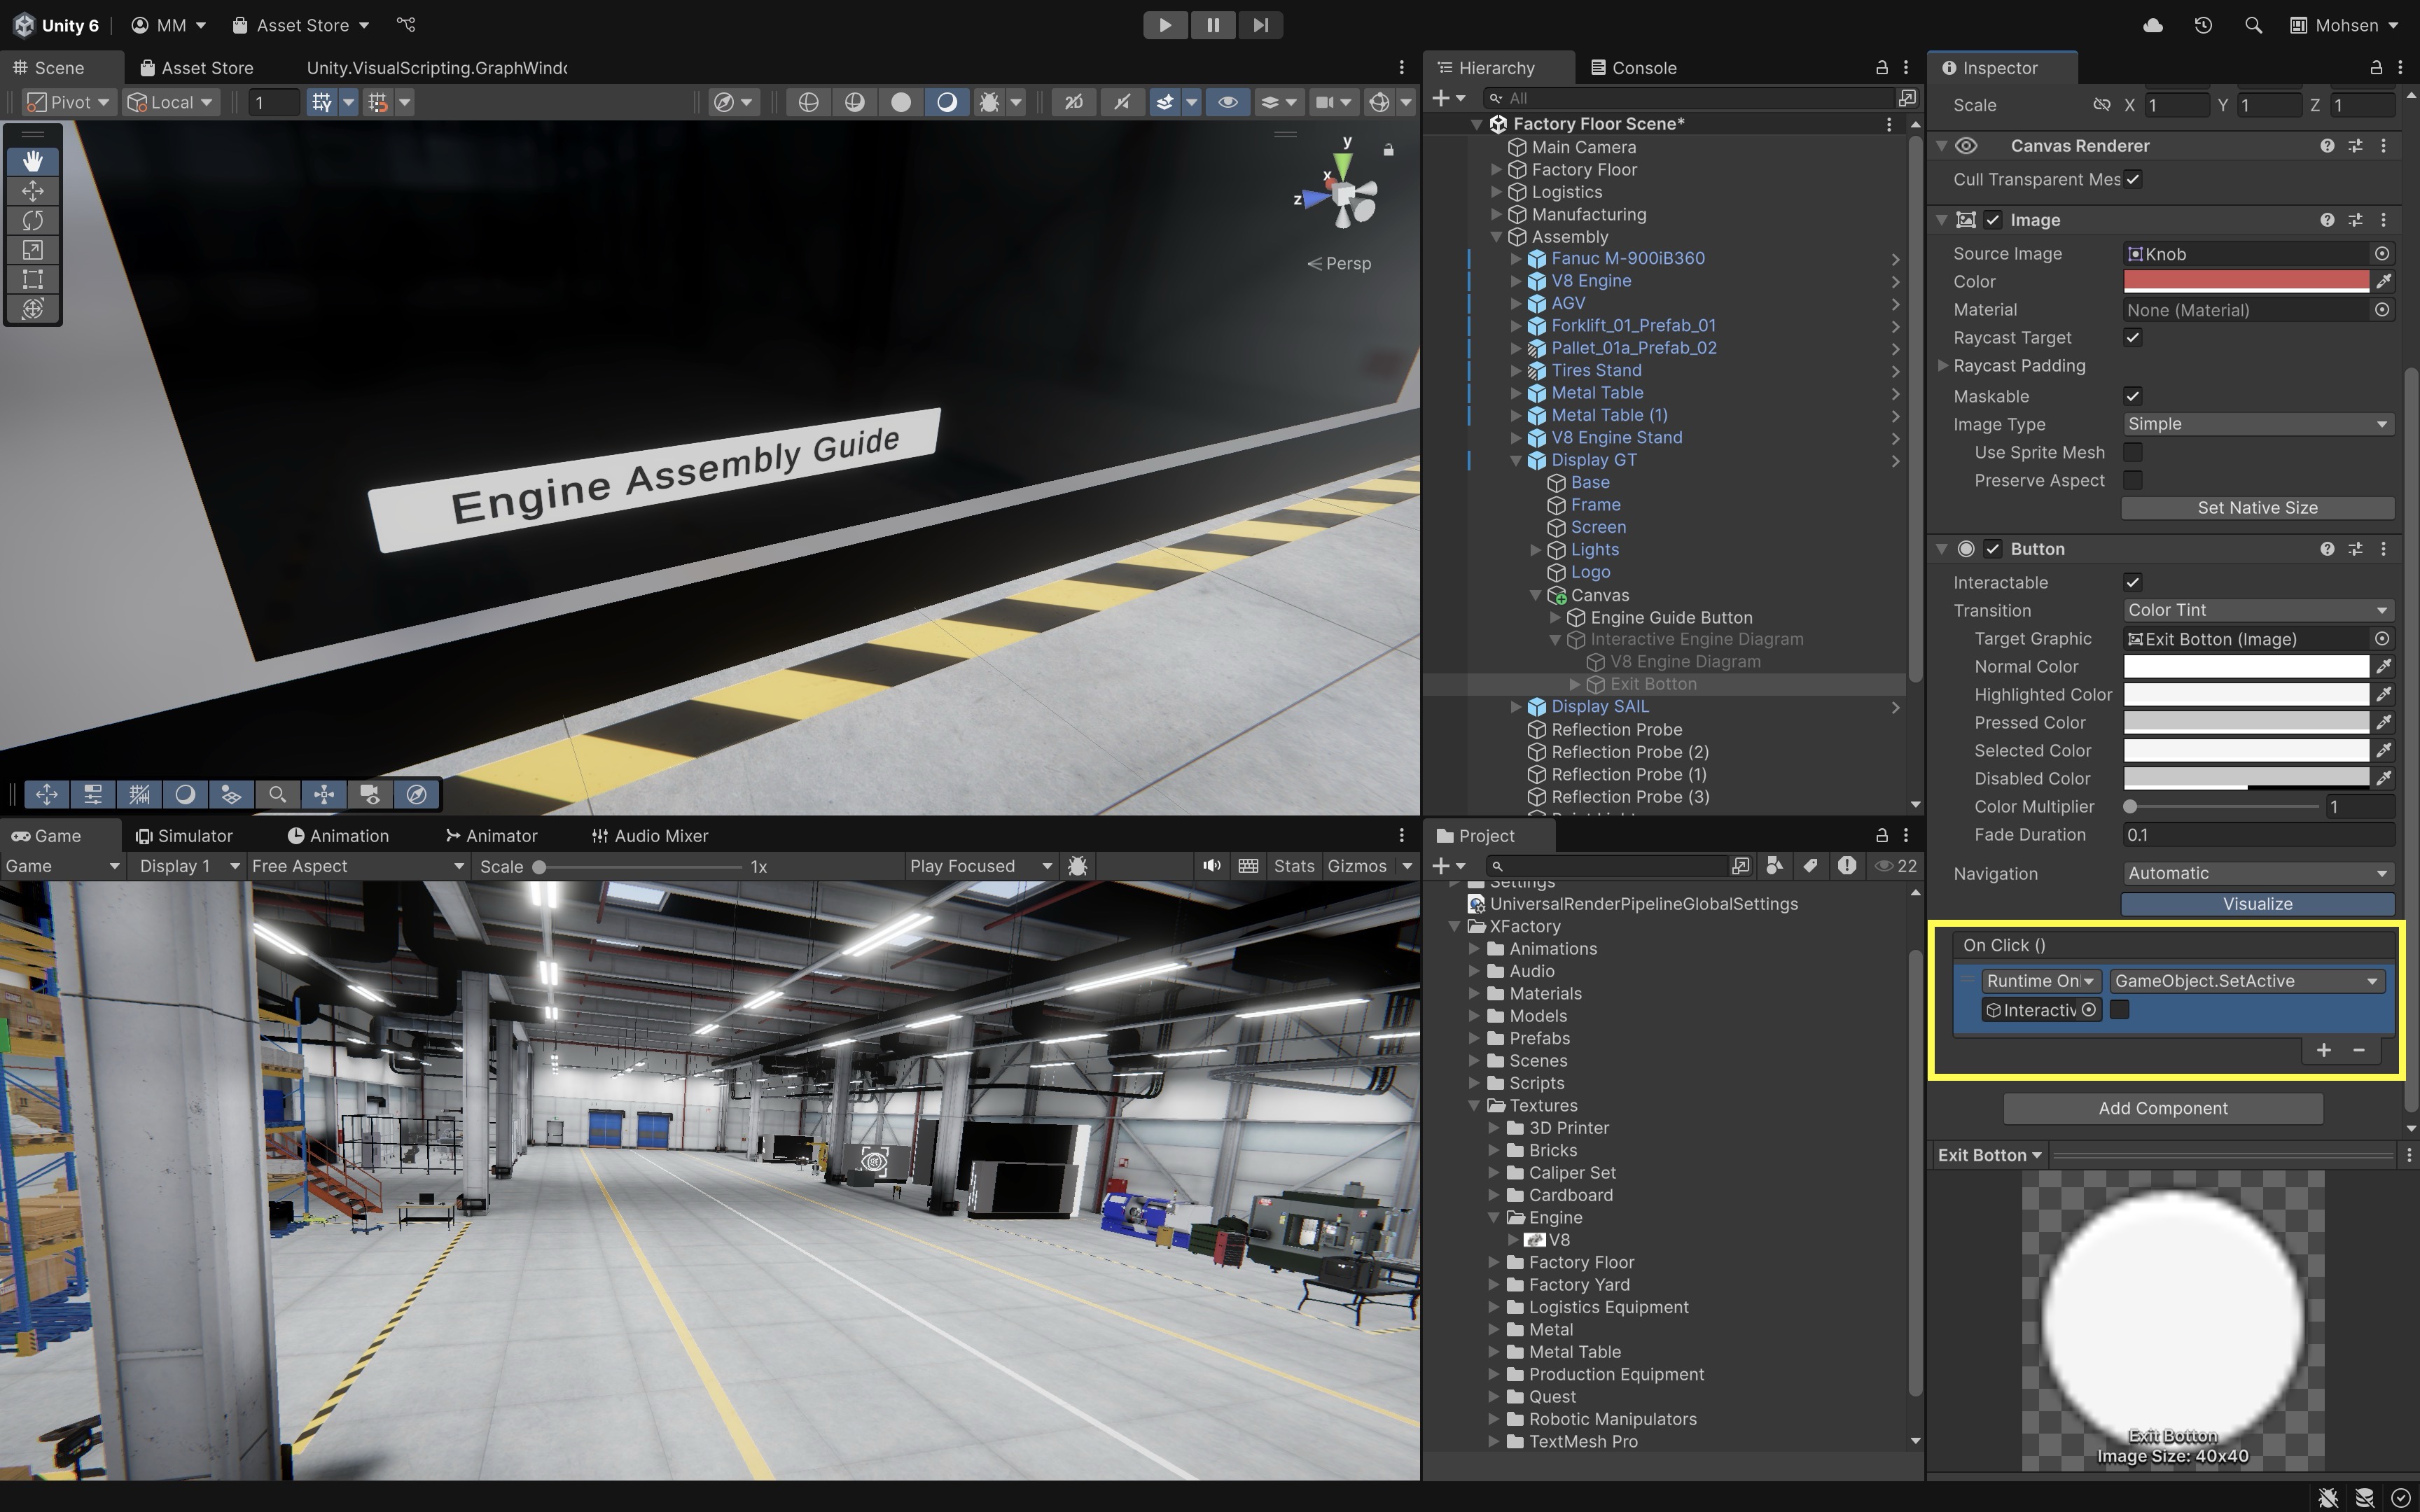 Unity 6
MM
Asset Store
Mohsen
Scene
Asset Store
Unity.VisualScripting.GraphWind
Pivot
Local
1
2D
y
x
z
Persp
Engine Assembly Guide
Hierarchy
Console
All
Factory Floor Scene*
Main Camera
Factory Floor
Logistics
Manufacturing
Assembly
Fanuc M-900iB360
V8 Engine
AGV
Forklift_01_Prefab_01
Pallet_01a_Prefab_02
Tires Stand
Metal Table
Metal Table (1)
V8 Engine Stand
Display GT
Base
Frame
Screen
Lights
Logo
Canvas
Engine Guide Button
Interactive Engine Diagram
V8 Engine Diagram
Exit Botton
Display SAIL
Reflection Probe
Reflection Probe (2)
Reflection Probe (1)
Reflection Probe (3)
Game
Simulator
Animation
Animator
Audio Mixer
Game
Display 1
Free Aspect
Scale
1x
Play Focused
Stats
Gizmos
Project
22
Settings
UniversalRenderPipelineGlobalSettings
XFactory
Animations
Audio
Materials
Models
Prefabs
Scenes
Scripts
Textures
3D Printer
Bricks
Caliper Set
Cardboard
Engine
V8
Factory Floor
Factory Yard
Logistics Equipment
Metal
Metal Table
Production Equipment
Quest
Robotic Manipulators
TextMesh Pro
Inspector
Scale X 1 Y 1 Z 1
Canvas Renderer
Cull Transparent Mes
Image
Source Image Knob
Color
Material None (Material)
Raycast Target
Raycast Padding
Maskable
Image Type Simple
Use Sprite Mesh
Preserve Aspect
Set Native Size
Button
Interactable
Transition Color Tint
Target Graphic Exit Botton (Image)
Normal Color
Highlighted Color
Pressed Color
Selected Color
Disabled Color
Color Multiplier 1
Fade Duration 0.1
Navigation Automatic
Visualize
On Click ()
Runtime On GameObject.SetActive
Interactiv
+ −
Add Component
Exit Botton
Exit Botton
Image Size: 40x40